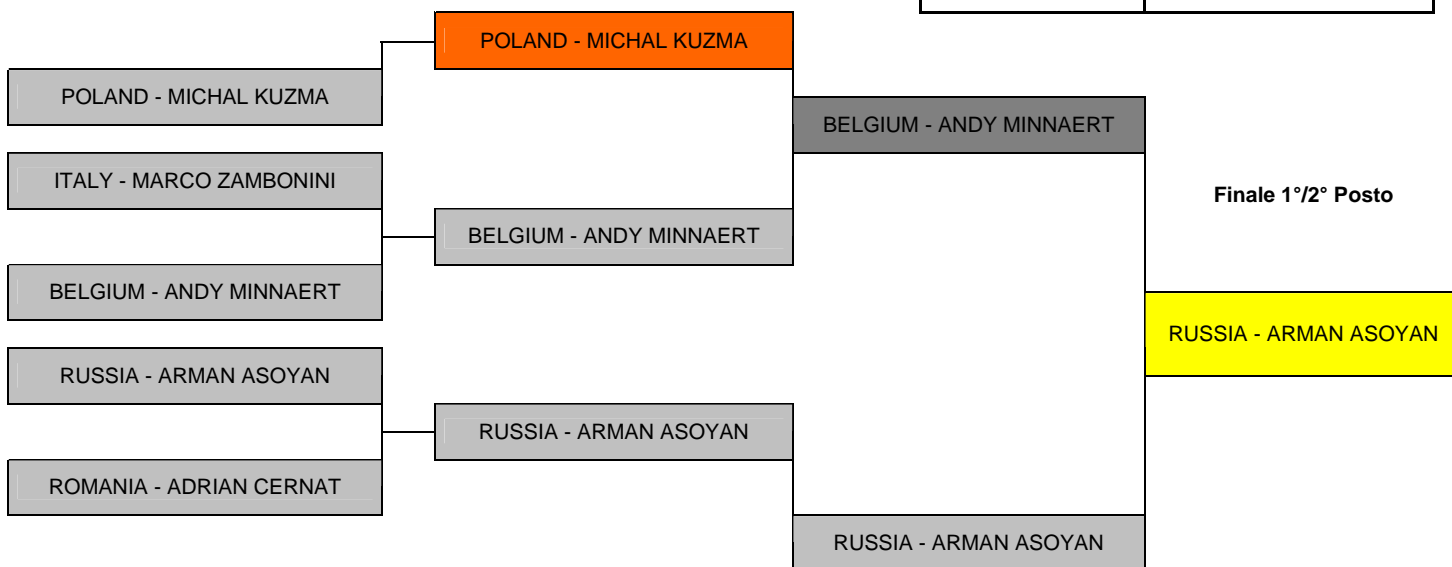 POLAND - MICHAL KUZMA
POLAND - MICHAL KUZMA
BELGIUM - ANDY MINNAERT
ITALY - MARCO ZAMBONINI
Finale 1°/2° Posto
BELGIUM - ANDY MINNAERT
BELGIUM - ANDY MINNAERT
RUSSIA - ARMAN ASOYAN
RUSSIA - ARMAN ASOYAN
RUSSIA - ARMAN ASOYAN
ROMANIA - ADRIAN CERNAT
RUSSIA - ARMAN ASOYAN